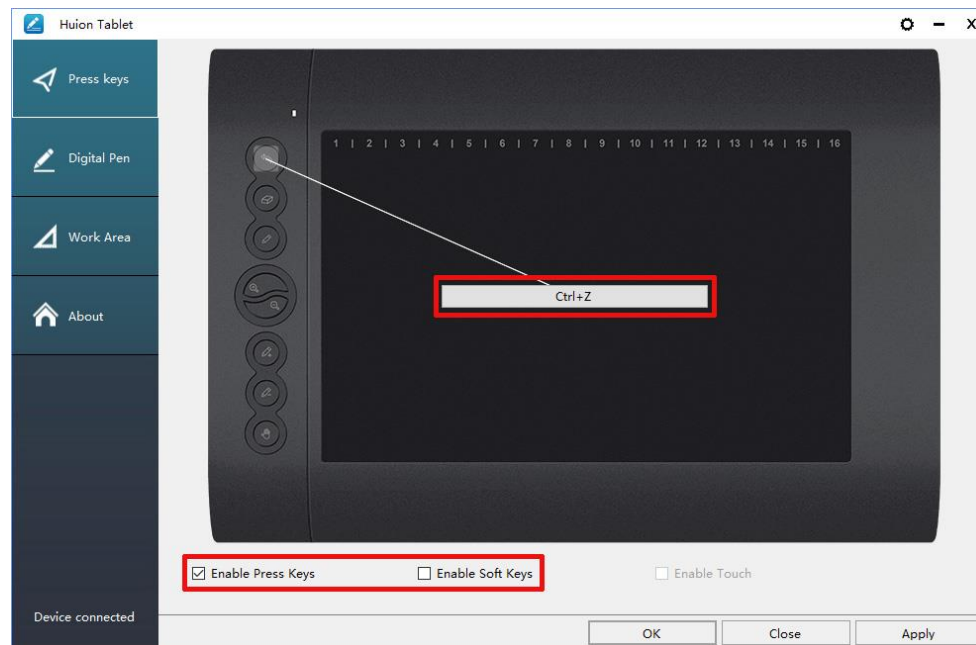 Huion Tablet
X
Press keys
Digital Pen
Work Area
About
1 | 2 | 3 | 4 | 5 | 6 | 7 | 8 | 9 | 10 | 11 | 12 | 13 | 14 | 15 | 16
Ctrl+Z
Enable Press Keys
Enable Soft Keys
Enable Touch
Device connected
OK
Close
Apply